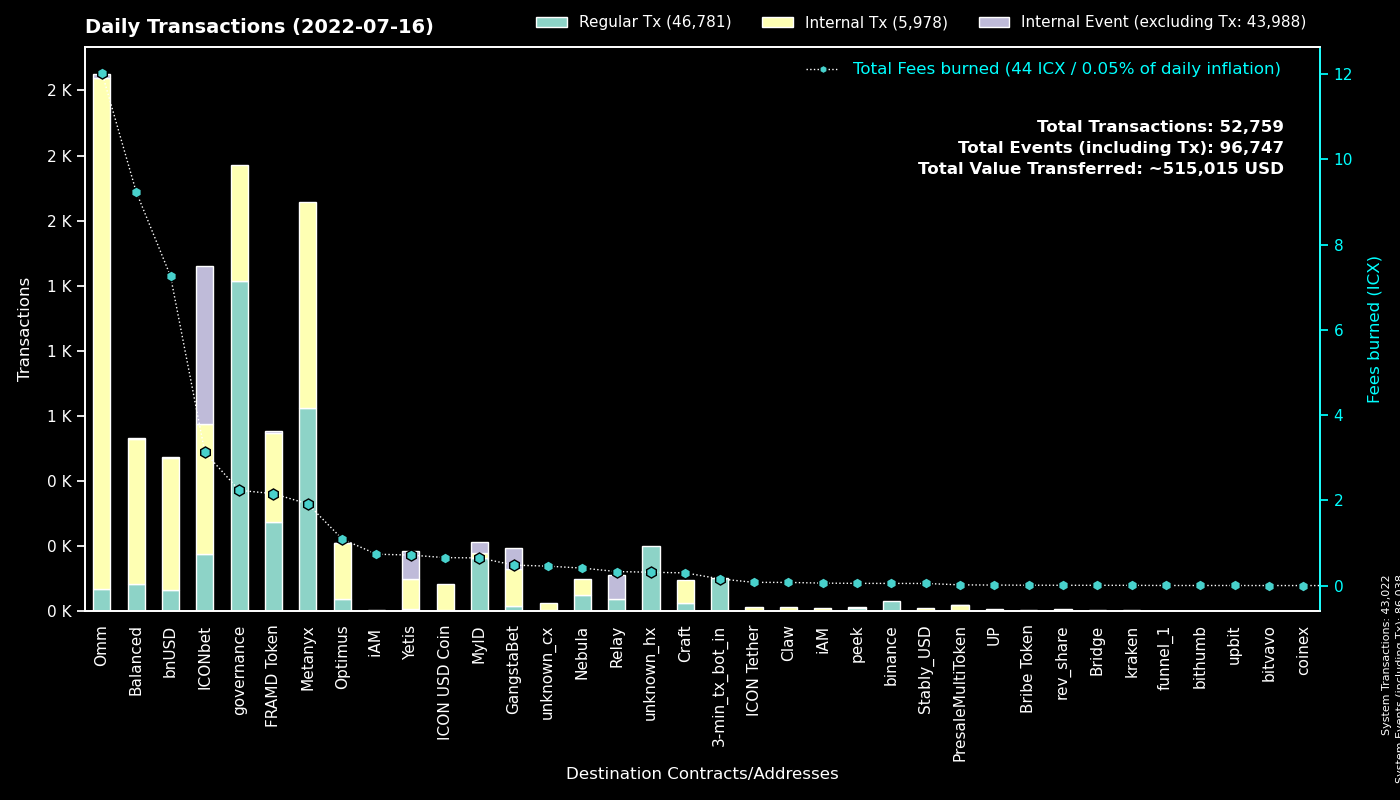 Daily Transactions (2022-07-16)
Regular Tx (46,781)
Internal Tx (5,978)
Internal Event (excluding Tx: 43,988)
Total Fees burned (44 ICX / 0.05% of daily inflation)
Total Transactions: 52,759
Total Events (including Tx): 96,747
Total Value Transferred: ~515,015 USD
Transactions
2 K
2 K
2 K
1 K
1 K
1 K
0 K
0 K
0 K
12
10
8
6
4
2
0
Fees burned (ICX)
Omm
Balanced
bnUSD
ICONbet
governance
FRAMD Token
Metanyx
Optimus
iAM
Yetis
ICON USD Coin
MyID
GangstaBet
unknown_cx
Nebula
Relay
unknown_hx
Craft
3-min_tx_bot_in
ICON Tether
Claw
iAM
peek
binance
Stably_USD
PresaleMultiToken
UP
Bribe Token
rev_share
Bridge
kraken
funnel_1
bithumb
upbit
bitvavo
coinex
Destination Contracts/Addresses
System Transactions: 43,022
System Events (including Tx): 86,038